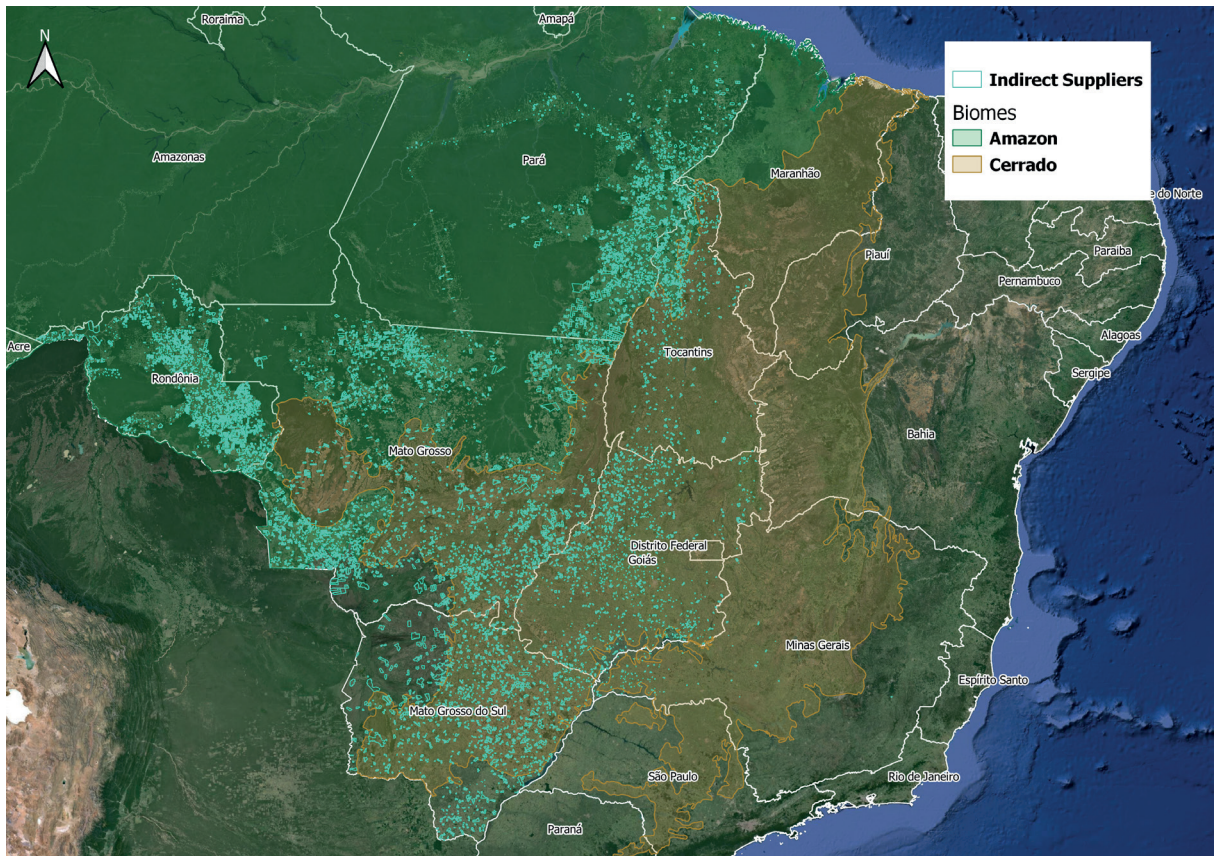 Roraima
Amapá
N
Indirect Suppliers
Biomes
Amazon
Cerrado
Amazonas
Pará
Maranhão
e do Norte
Paraíba
Piauí
Pernambuco
Alagoas
Acre
Tocantins
Sergipe
Rondônia
Bahia
Mato Grosso
Distrito Federal
Goiás
Minas Gerais
Espírito Santo
Mato Grosso do Sul
São Paulo
Rio de Janeiro
Paraná